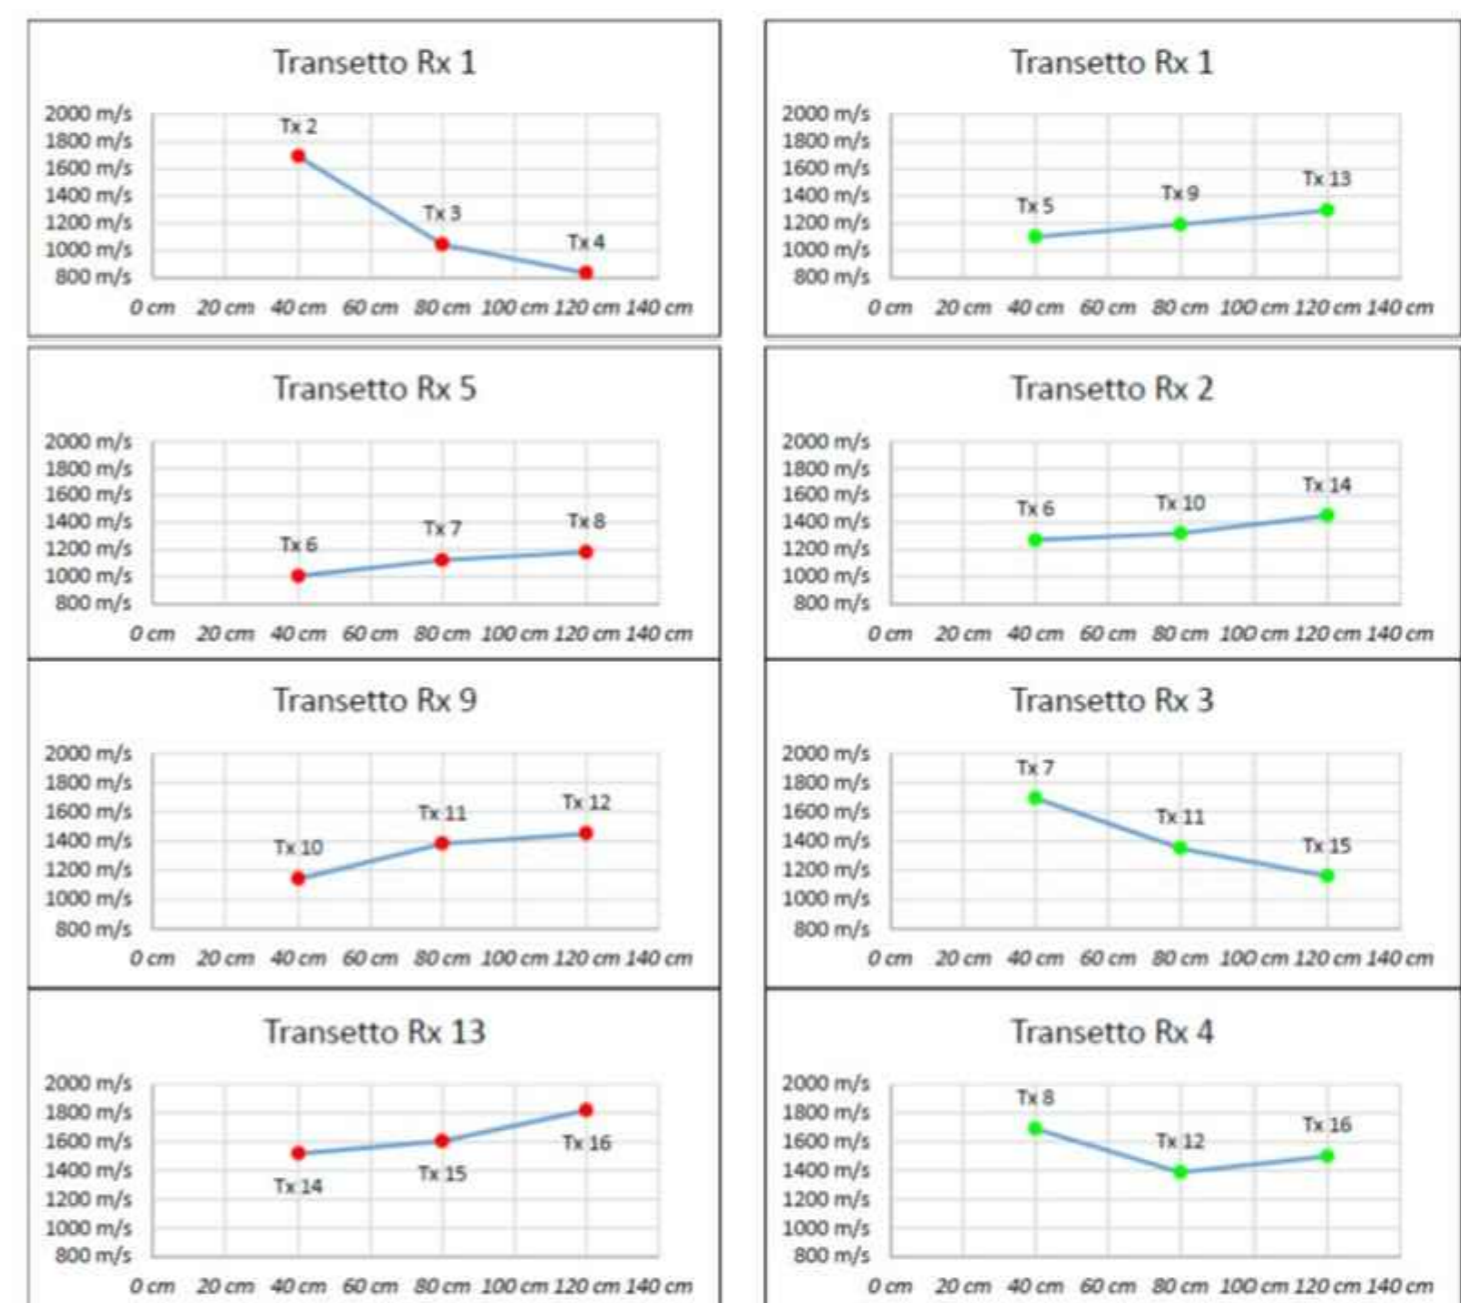 Transetto Rx 1
2000 m/s
1800 m/s
1600 m/s
1400 m/s
1200 m/s
1000 m/s
800 m/s
Tx 2
Tx 3
Tx 4
0 cm 20 cm 40 cm 60 cm 80 cm 100 cm 120 cm 140 cm
Transetto Rx 1
2000 m/s
1800 m/s
1600 m/s
1400 m/s
1200 m/s
1000 m/s
800 m/s
Tx 5
Tx 9
Tx 13
0 cm 20 cm 40 cm 60 cm 80 cm 100 cm 120 cm 140 cm
Transetto Rx 5
2000 m/s
1800 m/s
1600 m/s
1400 m/s
1200 m/s
1000 m/s
800 m/s
Tx 6
Tx 7
Tx 8
0 cm 20 cm 40 cm 60 cm 80 cm 100 cm 120 cm 140 cm
Transetto Rx 2
2000 m/s
1800 m/s
1600 m/s
1400 m/s
1200 m/s
1000 m/s
800 m/s
Tx 6
Tx 10
Tx 14
0 cm 20 cm 40 cm 60 cm 80 cm 100 cm 120 cm 140 cm
Transetto Rx 9
2000 m/s
1800 m/s
1600 m/s
1400 m/s
1200 m/s
1000 m/s
800 m/s
Tx 10
Tx 11
Tx 12
0 cm 20 cm 40 cm 60 cm 80 cm 100 cm 120 cm 140 cm
Transetto Rx 3
2000 m/s
1800 m/s
1600 m/s
1400 m/s
1200 m/s
1000 m/s
800 m/s
Tx 7
Tx 11
Tx 15
0 cm 20 cm 40 cm 60 cm 80 cm 100 cm 120 cm 140 cm
Transetto Rx 13
2000 m/s
1800 m/s
1600 m/s
1400 m/s
1200 m/s
1000 m/s
800 m/s
Tx 14
Tx 15
Tx 16
0 cm 20 cm 40 cm 60 cm 80 cm 100 cm 120 cm 140 cm
Transetto Rx 4
2000 m/s
1800 m/s
1600 m/s
1400 m/s
1200 m/s
1000 m/s
800 m/s
Tx 8
Tx 12
Tx 16
0 cm 20 cm 40 cm 60 cm 80 cm 100 cm 120 cm 140 cm